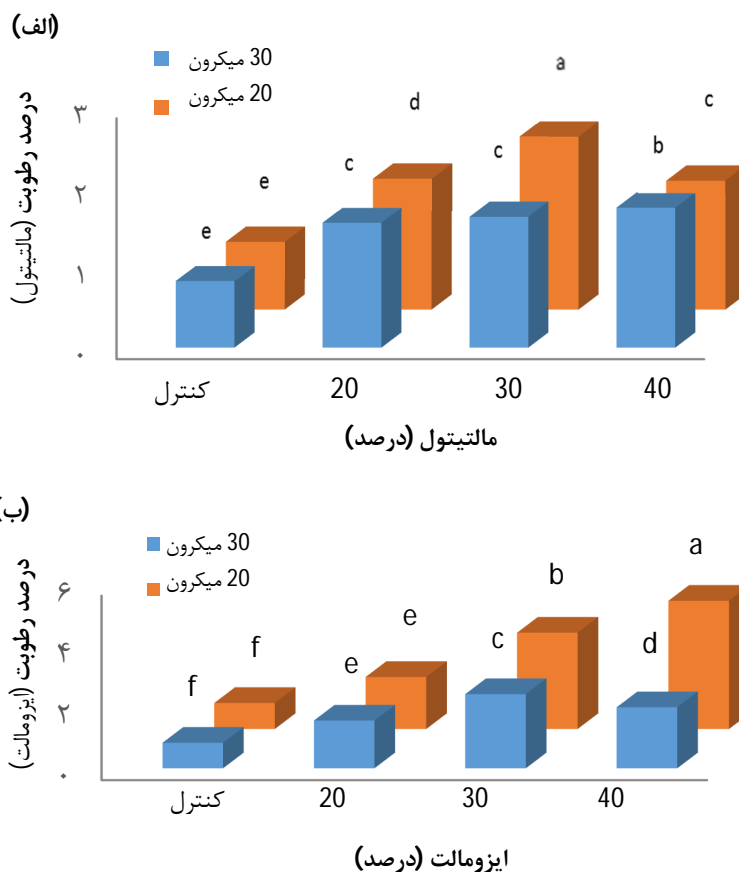 (الف)
30 میکرون
20 میکرون
درصد رطوبت (مالتیتول)
۳
۲
۱
۰
e e c d c a b c
کنترل 20 30 40
مالتیتول (درصد)
(ب)
30 میکرون
20 میکرون
درصد رطوبت (ایزومالت)
۶
۴
۲
۰
f f e e c b d a
کنترل 20 30 40
ایزومالت (درصد)